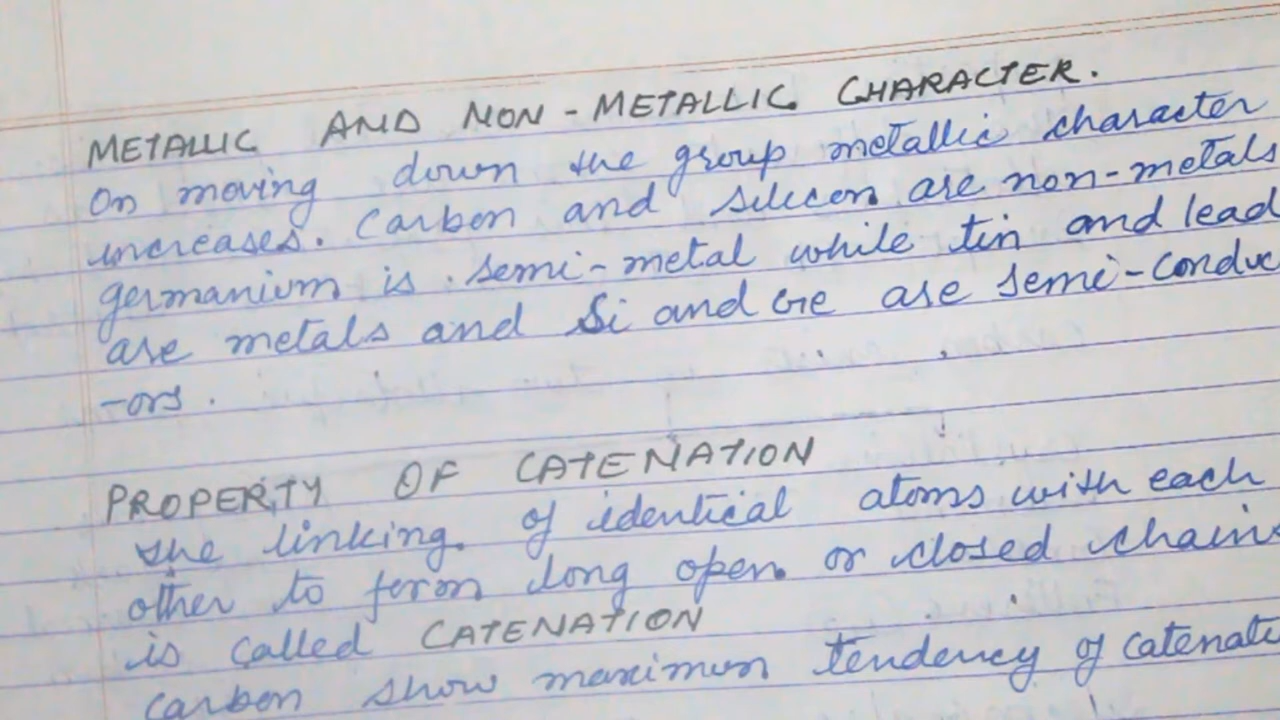 METALLIC AND NON-METALLIC CHARACTER.
On moving down the group metallic character
increases. Carbon and silicon are non-metals
germanium is semi-metal while tin and lead
are metals and Si and Ge are semi-conduc
-ors.
PROPERTY OF CATENATION
The linking of identical atoms with each
other to form long open or closed chains
is called CATENATION
carbon show maximum tendency of catenati